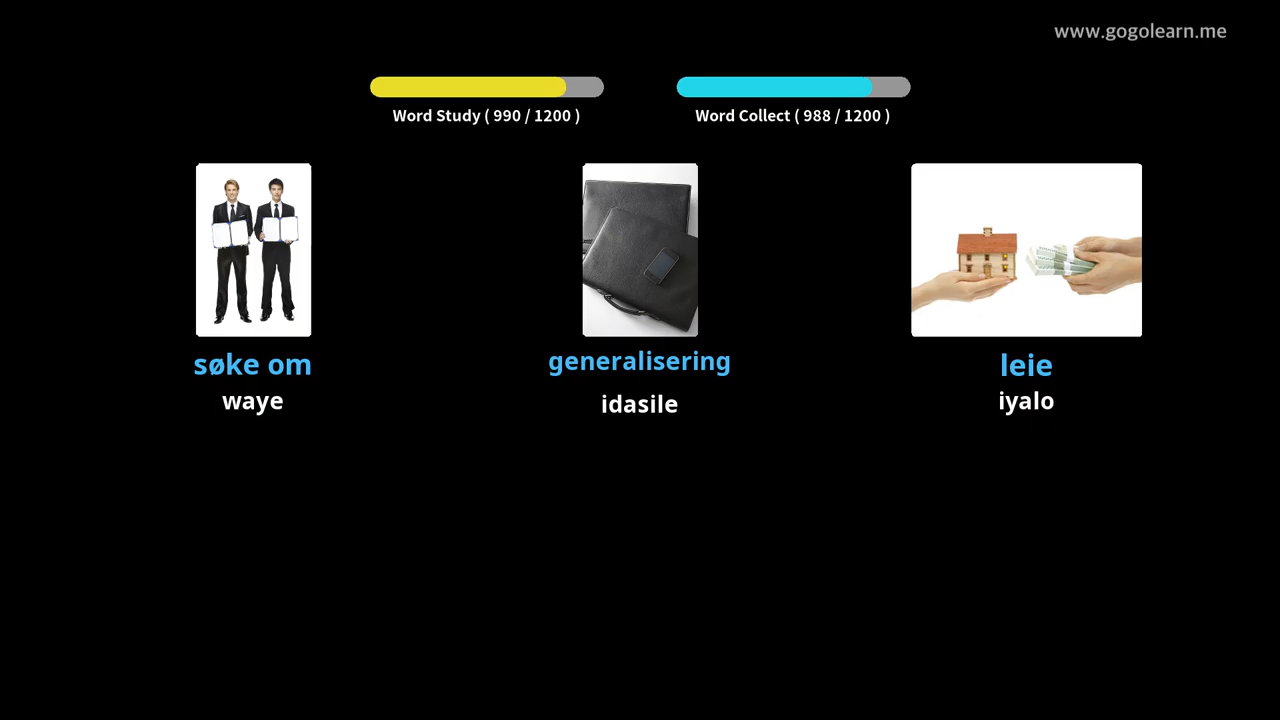 www.gogolearn.me
Word Study ( 990 / 1200 )
Word Collect ( 988 / 1200 )
søke om
waye
generalisering
idasile
leie
iyalo